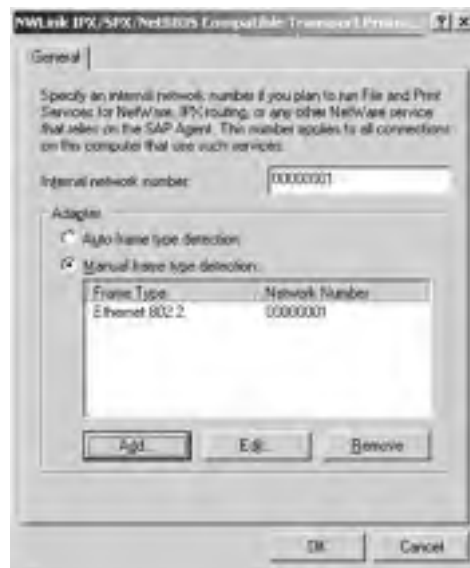 NWLink IPX/SPX/NetBIOS Compatible Transport Proto...
General
Specify an internal network number if you plan to run File and Print
Services for NetWare, IPX routing, or any other NetWare service
that relies on the SAP Agent. This number applies to all connections
on this computer that use such services.
Internal network number: 00000001
Adapter
Auto frame type detection
Manual frame type detection
Frame Type Network Number
Ethernet 802.2 00000001
Add... Edit... Remove
OK Cancel